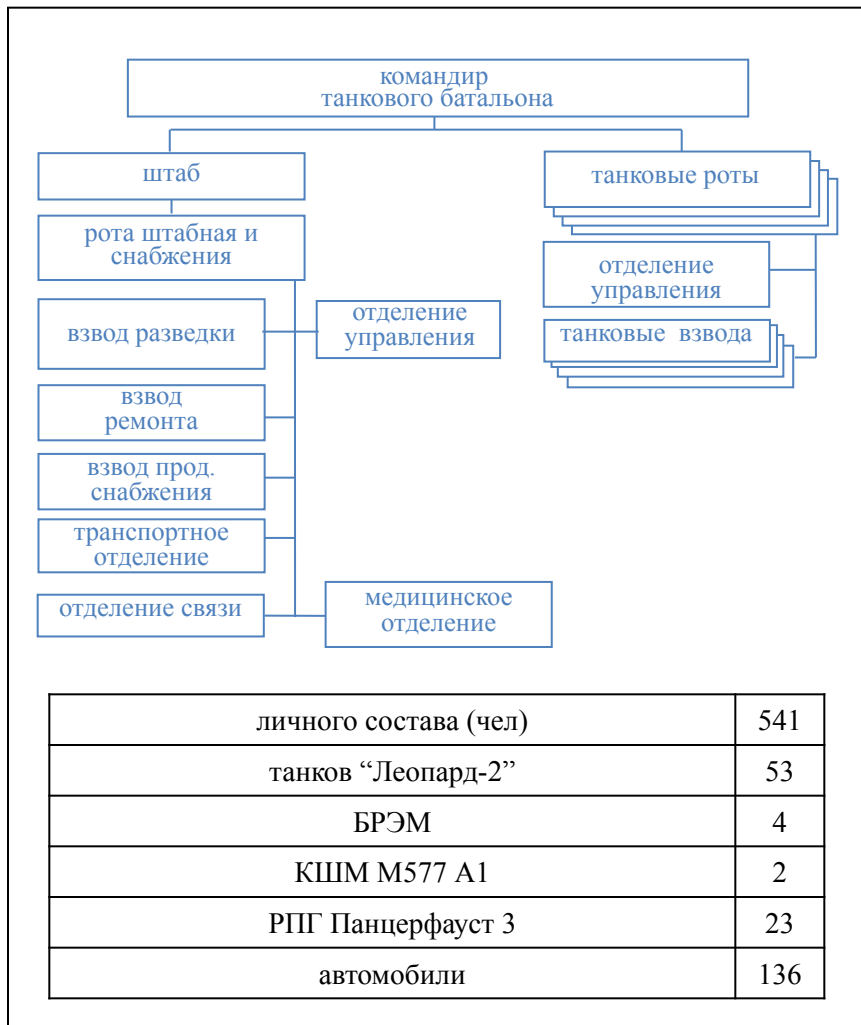 командир
танкового батальона
штаб
танковые роты
рота штабная и
снабжения
отделение
управления
взвод разведки
отделение
управления
танковые взвода
взвод
ремонта
взвод прод.
снабжения
транспортное
отделение
отделение связи
медицинское
отделение
личного состава (чел) 541
танков “Леопард-2” 53
БРЭМ 4
КШМ М577 А1 2
РПГ Панцерфауст 3 23
автомобили 136